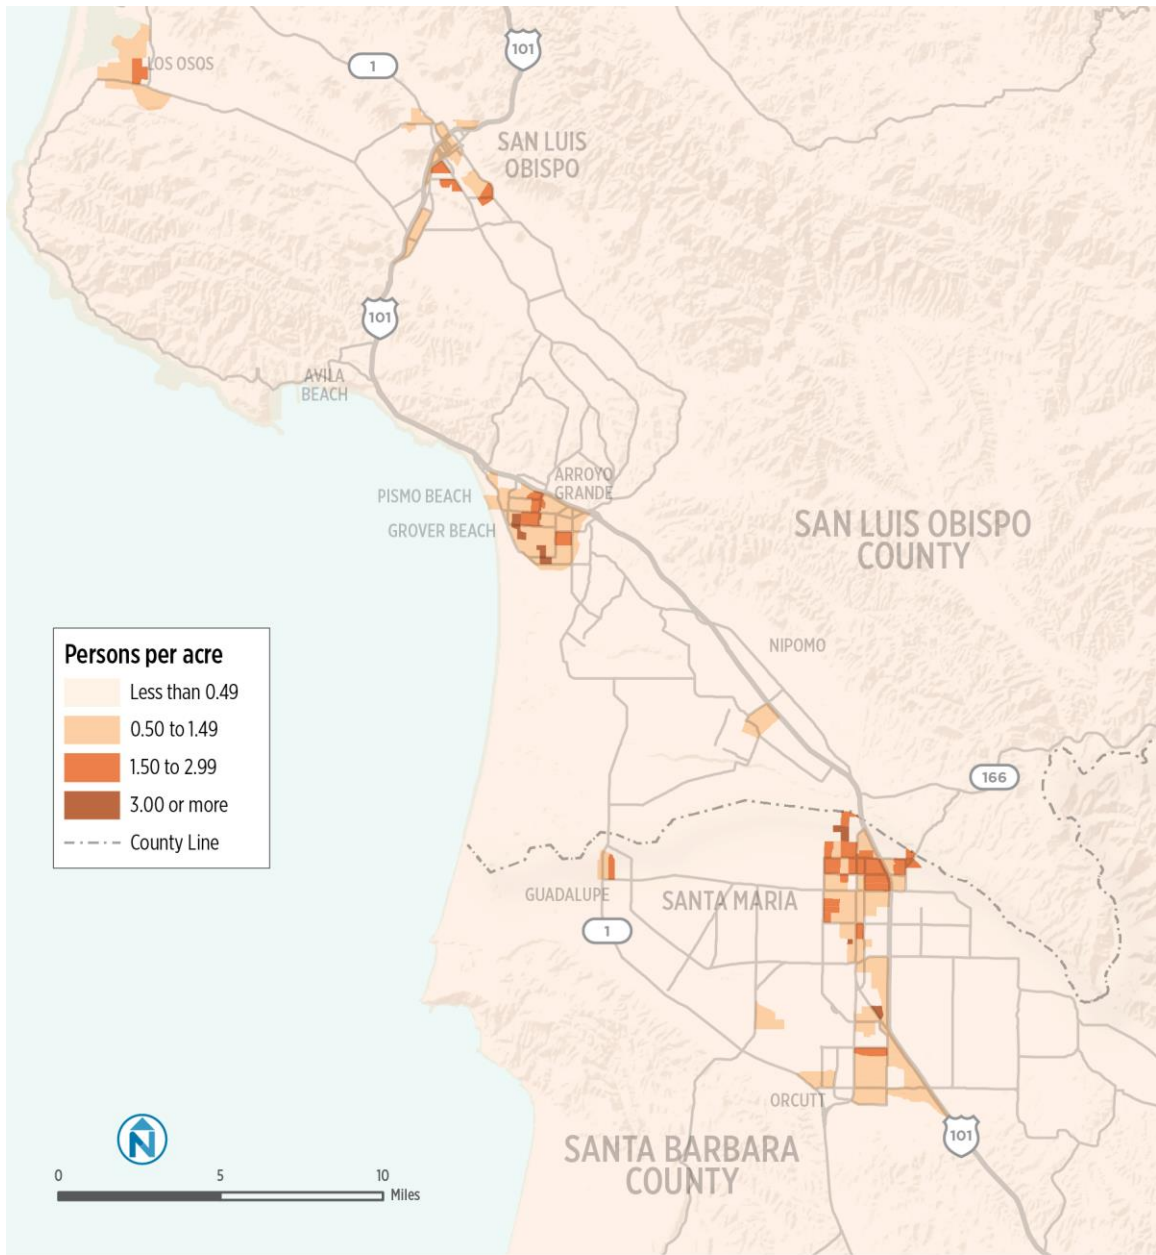 101
1
LOS OSOS
SAN LUIS
OBISPO
101
AVILA
BEACH
ARROYO
GRANDE
PISMO BEACH
GROVER BEACH
SAN LUIS OBISPO
COUNTY
NIPOMO
Persons per acre
Less than 0.49
0.50 to 1.49
1.50 to 2.99
3.00 or more
County Line
166
GUADALUPE
SANTA MARIA
1
ORCUTT
SANTA BARBARA
COUNTY
101
N
0 5 10
Miles